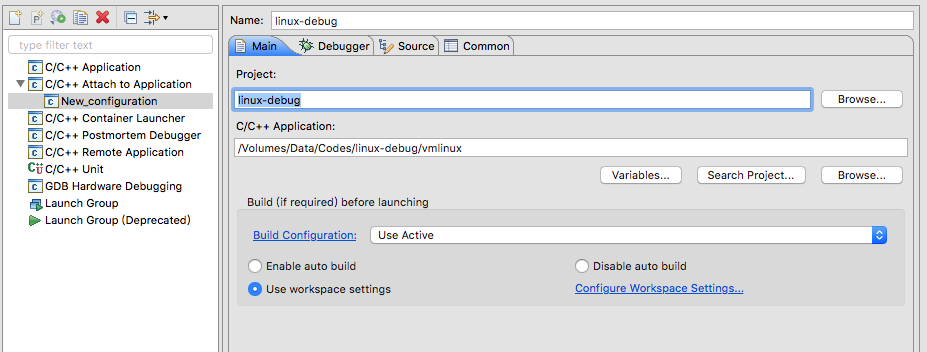 Name: linux-debug
type filter text
C/C++ Application
C/C++ Attach to Application
New_configuration
C/C++ Container Launcher
C/C++ Postmortem Debugger
C/C++ Remote Application
C/C++ Unit
GDB Hardware Debugging
Launch Group
Launch Group (Deprecated)
Main Debugger Source Common
Project:
linux-debug Browse...
C/C++ Application:
/Volumes/Data/Codes/linux-debug/vmlinux
Variables... Search Project... Browse...
Build (if required) before launching
Build Configuration: Use Active
Enable auto build Disable auto build
Use workspace settings Configure Workspace Settings...